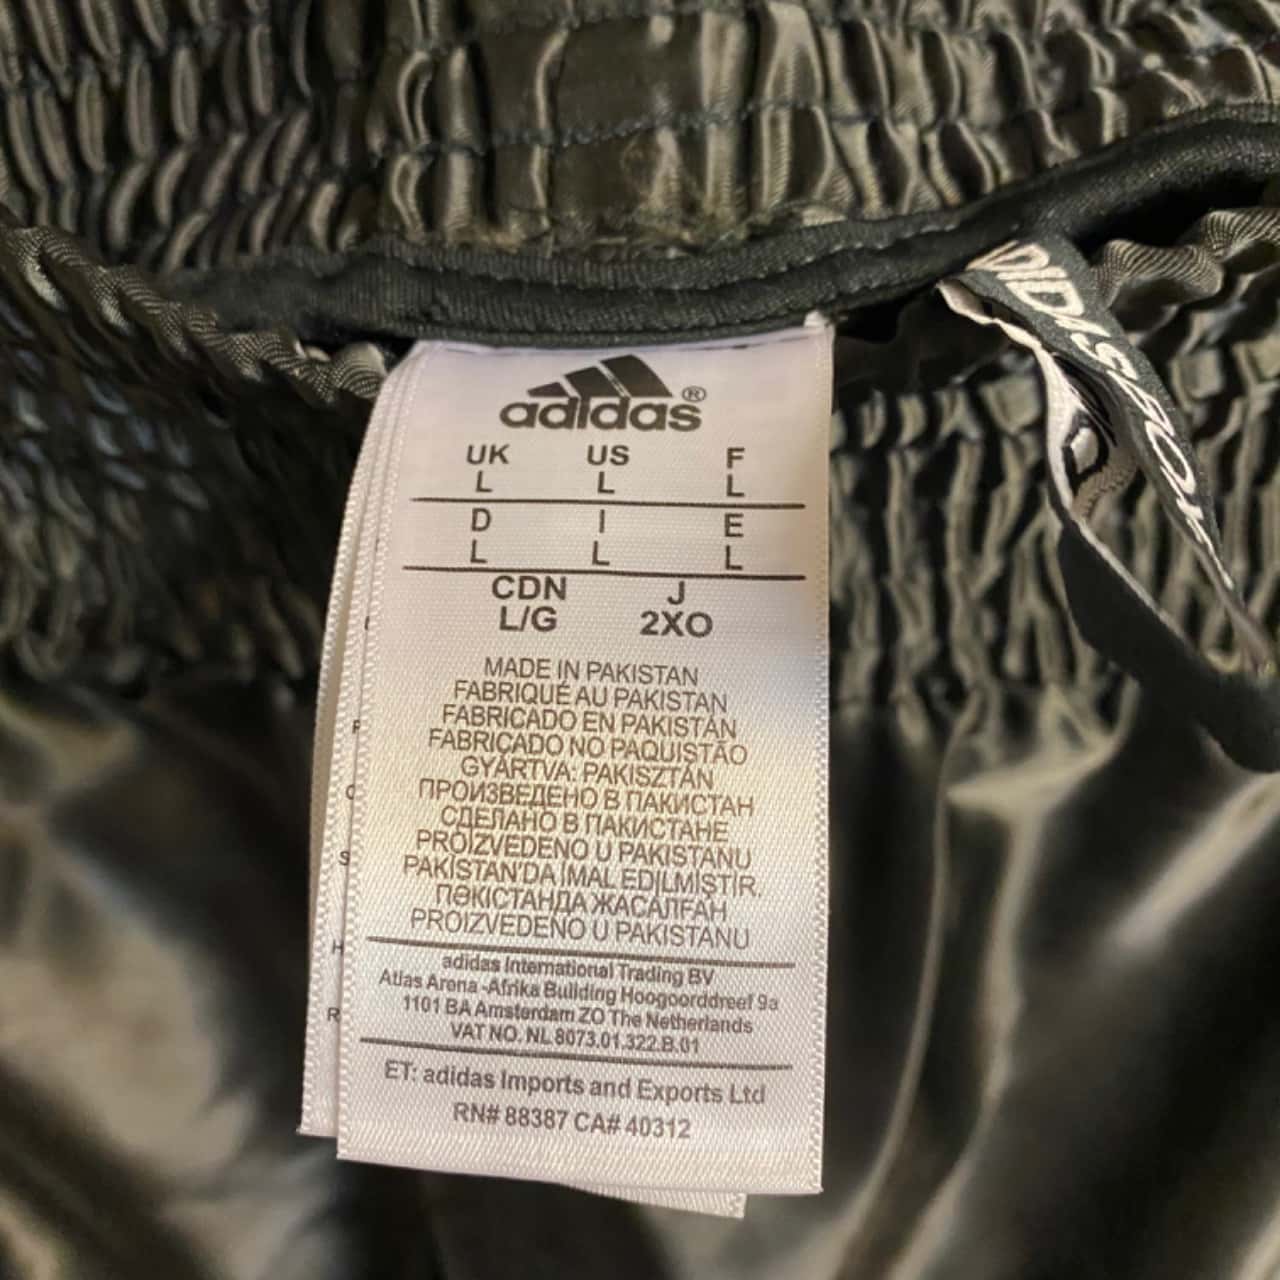 adidas®
UK US F
L L L
D I E
L L L
CDN J
L/G 2XO
MADE IN PAKISTAN
FABRIQUÉ AU PAKISTAN
FABRICADO EN PAKISTÁN
FABRICADO NO PAQUISTÃO
GYÁRTVA: PAKISZTÁN
ПРОИЗВЕДЕНО В ПАКИСТАН
СДЕЛАНО В ПАКИСТАНЕ
PROIZVEDENO U PAKISTANU
PAKİSTAN'DA İMAL EDİLMİŞTİR.
ПӘКІСТАНДА ЖАСАЛҒАН
PROIZVEDENO U PAKISTANU
adidas International Trading BV
Atlas Arena -Afrika Building Hoogoorddreef 9a
1101 BA Amsterdam ZO The Netherlands
VAT NO. NL 8073.01.322.B.01
ET: adidas Imports and Exports Ltd
RN# 88387 CA# 40312